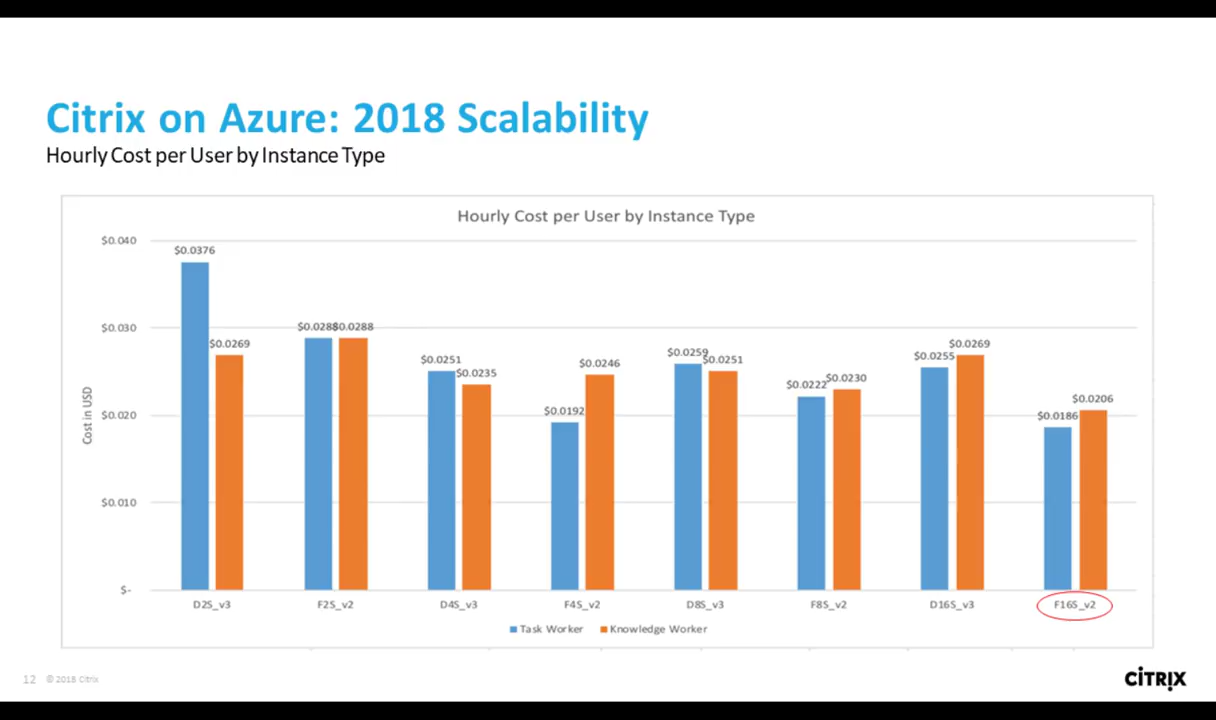 Citrix on Azure: 2018 Scalability
Hourly Cost per User by Instance Type
Hourly Cost per User by Instance Type
Cost in USD
$0.040
$0.030
$0.020
$0.010
$-
$0.0376
$0.0269
$0.0288
$0.0288
$0.0251
$0.0235
$0.0192
$0.0246
$0.0259
$0.0251
$0.0222
$0.0230
$0.0255
$0.0269
$0.0186
$0.0206
D2S_v3
F2S_v2
D4S_v3
F4S_v2
D8S_v3
F8S_v2
D16S_v3
F16S_v2
Task Worker
Knowledge Worker
12
© 2018 Citrix
CİTRİX